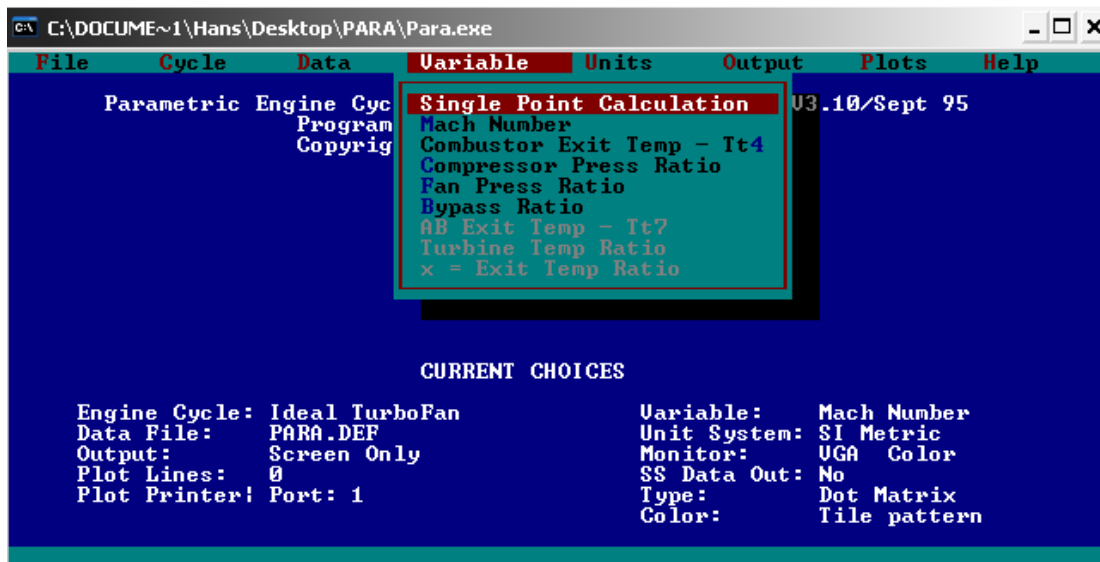 C:\DOCUME~1\Hans\Desktop\PARA\Para.exe
File Cycle Data Variable Units Output Plots Help
Parametric Engine Cyc V3.10/Sept 95
Program
Copyrig
Single Point Calculation
Mach Number
Combustor Exit Temp - Tt4
Compressor Press Ratio
Fan Press Ratio
Bypass Ratio
AB Exit Temp - Tt7
Turbine Temp Ratio
x = Exit Temp Ratio
CURRENT CHOICES
Engine Cycle: Ideal TurboFan Variable: Mach Number
Data File: PARA.DEF Unit System: SI Metric
Output: Screen Only Monitor: VGA Color
Plot Lines: 0 SS Data Out: No
Plot Printer| Port: 1 Type: Dot Matrix
Color: Tile pattern